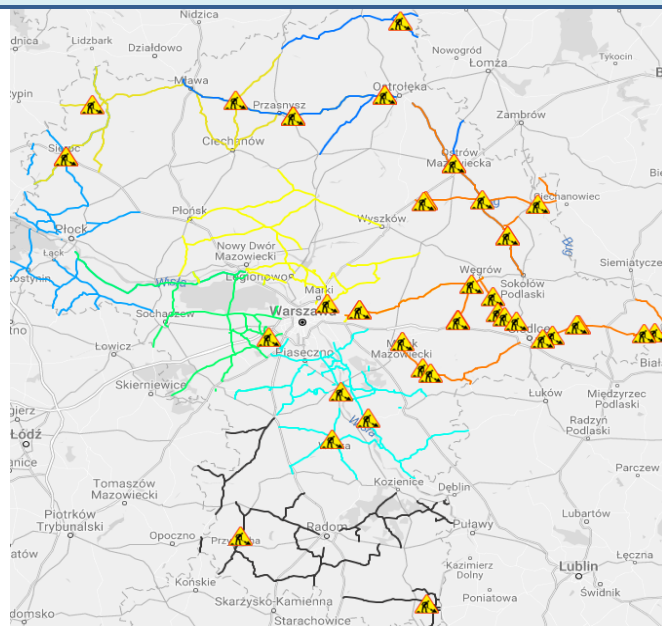 Nidzica
Lidzbark
Działdowo
Nowogród
Łomża
Tykocin
Mława
Ostrołęka
Przasnysz
Zambrów
Ciechanów
Ostrów
Mazowiecka
Ciechanowiec
Płońsk
Wyszków
Płock
Bug
Nowy Dwór
Mazowiecki
Łąck
Siemiatycze
Węgrów
Legionowo
Wisła
Sokołów
Podlaski
Marki
Sochaczew
Łowicz
Piaseczno
Mazowiecki
Skierniewice
Łuków
Międzyrzec
Podlaski
Radzyń
Podlaski
Łódź
Parczew
Kozienice
Dęblin
Tomaszów
Mazowiecki
Lubartów
Piotrków
Trybunalski
Opoczno
Radom
Puławy
Łęczna
Kazimierz
Dolny
Lublin
Końskie
Świdnik
Poniatowa
Skarżysko-Kamienna
Starachowice